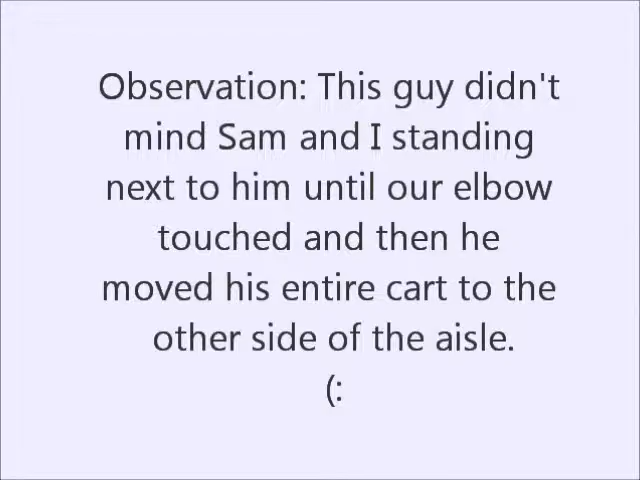 Observation: This guy didn't
mind Sam and I standing
next to him until our elbow
touched and then he
moved his entire cart to the
other side of the aisle.
(: